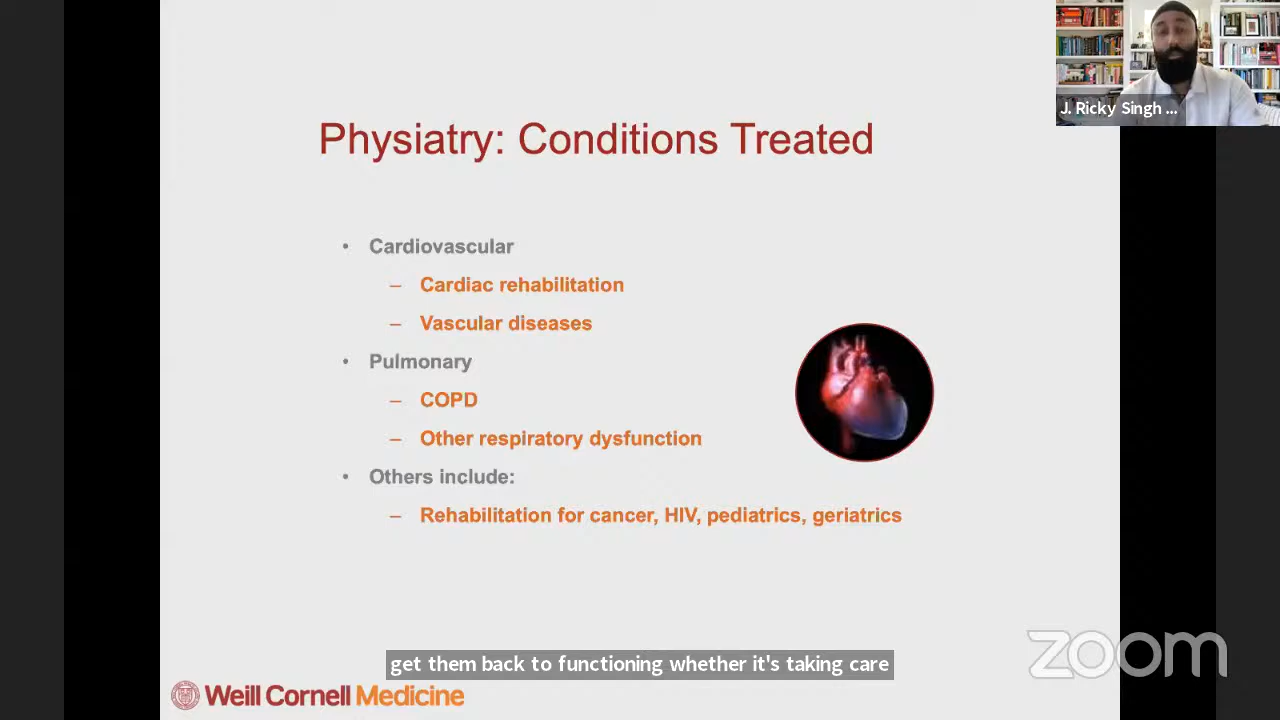 J. Ricky Singh ...
Physiatry: Conditions Treated
• Cardiovascular
– Cardiac rehabilitation
– Vascular diseases
• Pulmonary
– COPD
– Other respiratory dysfunction
• Others include:
– Rehabilitation for cancer, HIV, pediatrics, geriatrics
get them back to functioning whether it's taking care
zoom
Weill Cornell Medicine